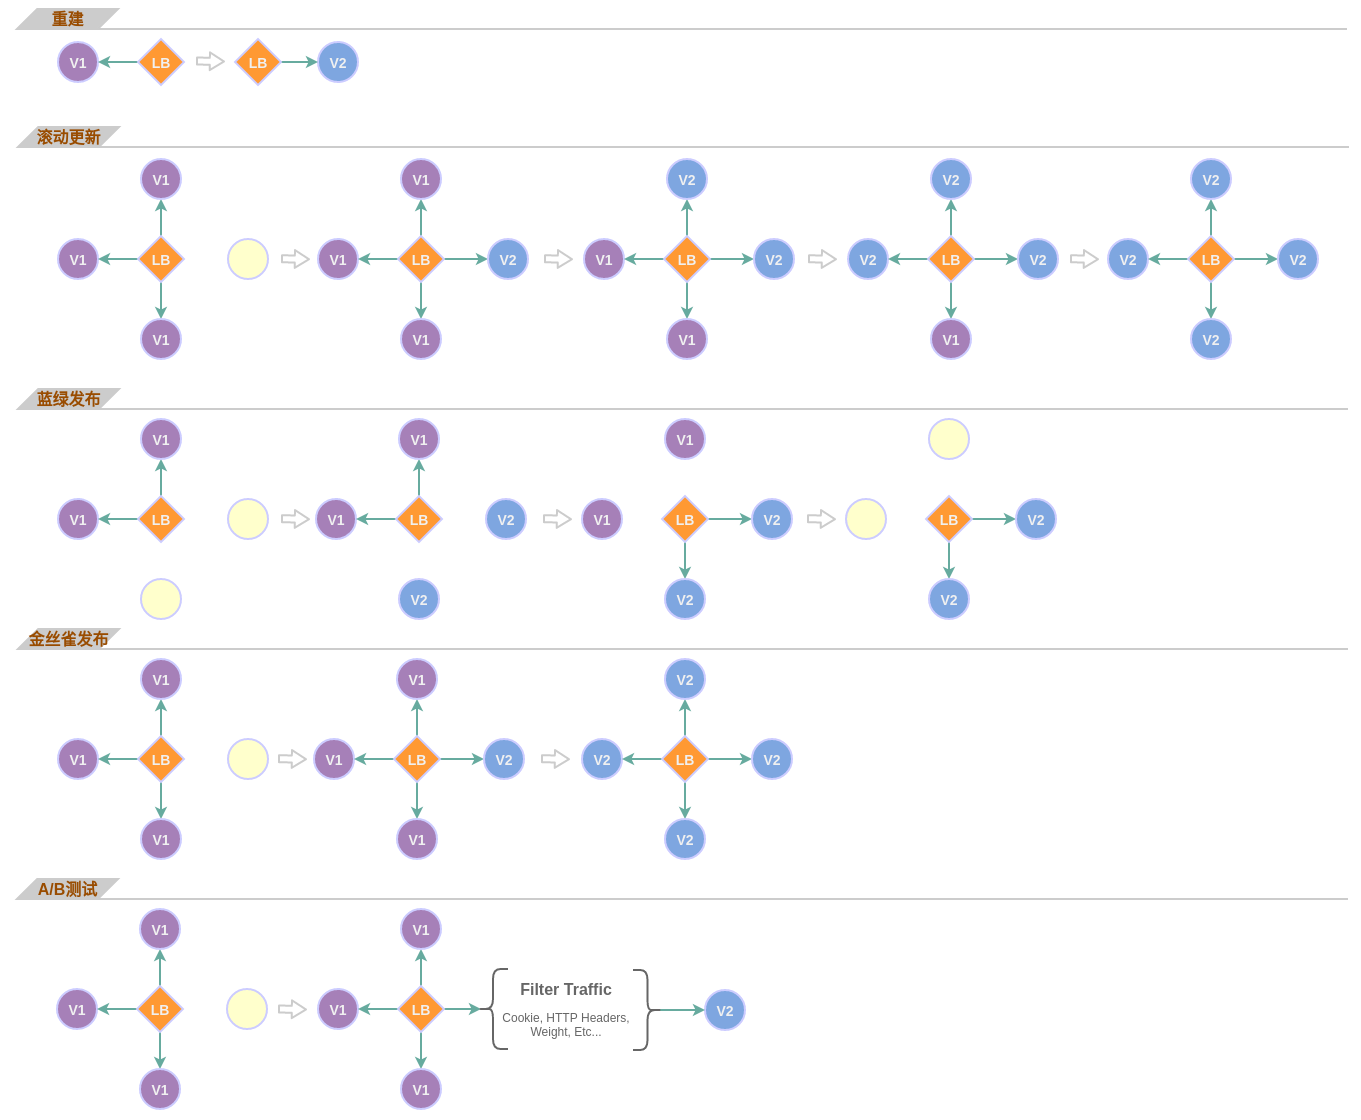 重建
V1 LB LB V2
滚动更新
V1 V1 V2 V2 V2
V1 LB V1 LB V2 V1 LB V2 V2 LB V2 V2 LB V2
V1 V1 V1 V1 V2
蓝绿发布
V1 V1 V1
V1 LB V1 LB V2 V1 LB V2 LB V2
V2 V2 V2
金丝雀发布
V1 V1 V2
V1 LB V1 LB V2 V2 LB V2
V1 V1 V2
A/B测试
V1 V1
Filter Traffic
V1 LB V1 LB V2
Cookie, HTTP Headers,
Weight, Etc...
V1 V1